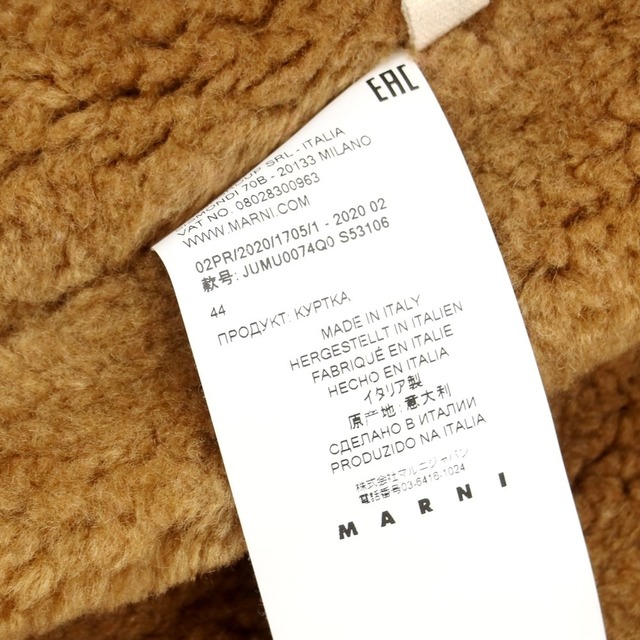 EAC
SRL - ITALIA
70B - 20133 MILANO
VAT NO. 08028300963
WWW.MARNI.COM
02PR/2020/1705/1 - 2020 02
款号: JUMU0074Q0 S53106
44
ПРОДУКТ: КУРТКА
MADE IN ITALY
HERGESTELLT IN ITALIEN
FABRIQUÉ EN ITALIE
HECHO EN ITALIA
イタリア製
原产地: 意大利
СДЕЛАНО В ИТАЛИИ
PRODUZIDO NA ITALIA
株式会社マルニジャパン
電話番号03-6416-1024
MARNI